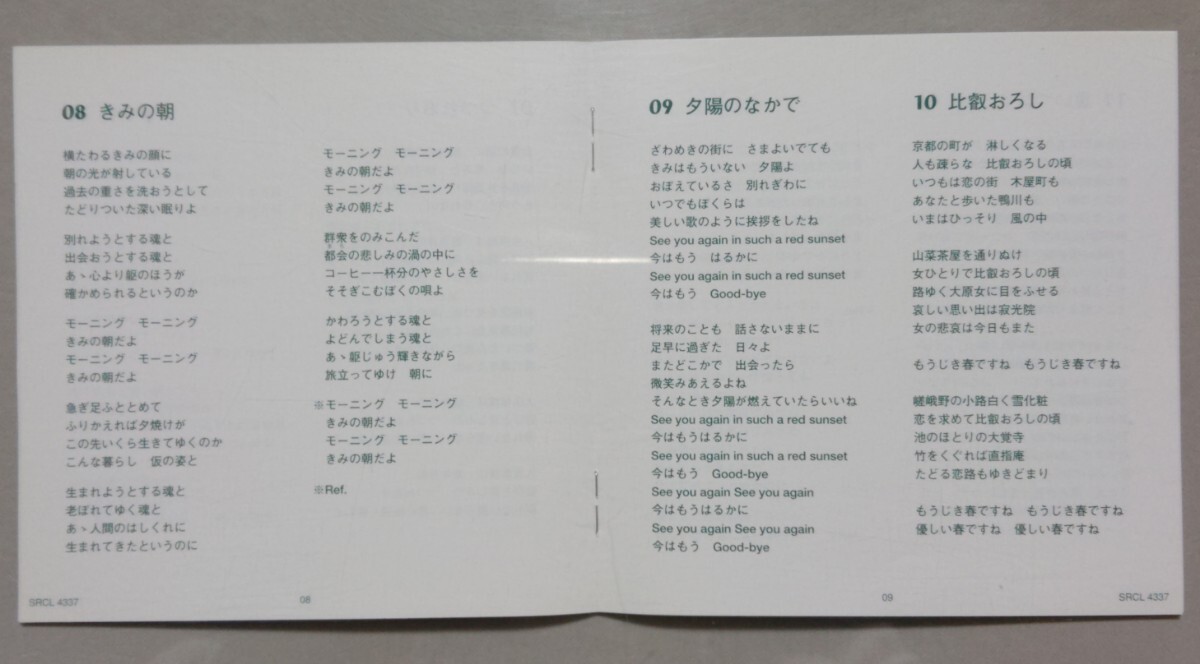 08 きみの朝
横たわるきみの顔に
朝の光が射している
過去の重さを洗おうとして
たどりついた深い眠りよ
別れようとする魂と
出会おうとする魂と
あゝ心より躯のほうが
確かめられるというのか
モーニング　モーニング
きみの朝だよ
モーニング　モーニング
きみの朝だよ
急ぎ足ふととめて
ふりかえれば夕焼けが
この先いくら生きてゆくのか
こんな暮らし　仮の姿と
生まれようとする魂と
老ぼれてゆく魂と
あゝ人間のはしくれに
生まれてきたというのに
モーニング　モーニング
きみの朝だよ
モーニング　モーニング
きみの朝だよ
群衆をのみこんだ
都会の悲しみの渦の中に
コーヒー一杯分のやさしさを
そそぎこむぼくの唄よ
かわろうとする魂と
よどんでしまう魂と
あゝ躯じゅう輝きながら
旅立ってゆけ　朝に
※モーニング　モーニング
きみの朝だよ
モーニング　モーニング
きみの朝だよ
※Ref.
SRCL 4337
08
09 夕陽のなかで
ざわめきの街に　さまよいでても
きみはもういない　夕陽よ
おぼえているさ　別れぎわに
いつでもぼくらは
美しい歌のように挨拶をしたね
See you again in such a red sunset
今はもう　はるかに
See you again in such a red sunset
今はもう　Good-bye
将来のことも　話さないままに
足早に過ぎた　日々よ
またどこかで　出会ったら
微笑みあえるよね
そんなとき夕陽が燃えていたらいいね
See you again in such a red sunset
今はもうはるかに
See you again in such a red sunset
今はもう　Good-bye
See you again See you again
今はもうはるかに
See you again See you again
今はもう　Good-bye
10 比叡おろし
京都の町が　淋しくなる
人も疎らな　比叡おろしの頃
いつもは恋の街　木屋町も
あなたと歩いた鴨川も
いまはひっそり　風の中
山菜茶屋を通りぬけ
女ひとりで比叡おろしの頃
路ゆく大原女に目をふせる
哀しい思い出は寂光院
女の悲哀は今日もまた
もうじき春ですね　もうじき春ですね
嵯峨野の小路白く雪化粧
恋を求めて比叡おろしの頃
池のほとりの大覚寺
竹をくぐれば直指庵
たどる恋路もゆきどまり
もうじき春ですね　もうじき春ですね
優しい春ですね　優しい春ですね
09
SRCL 4337